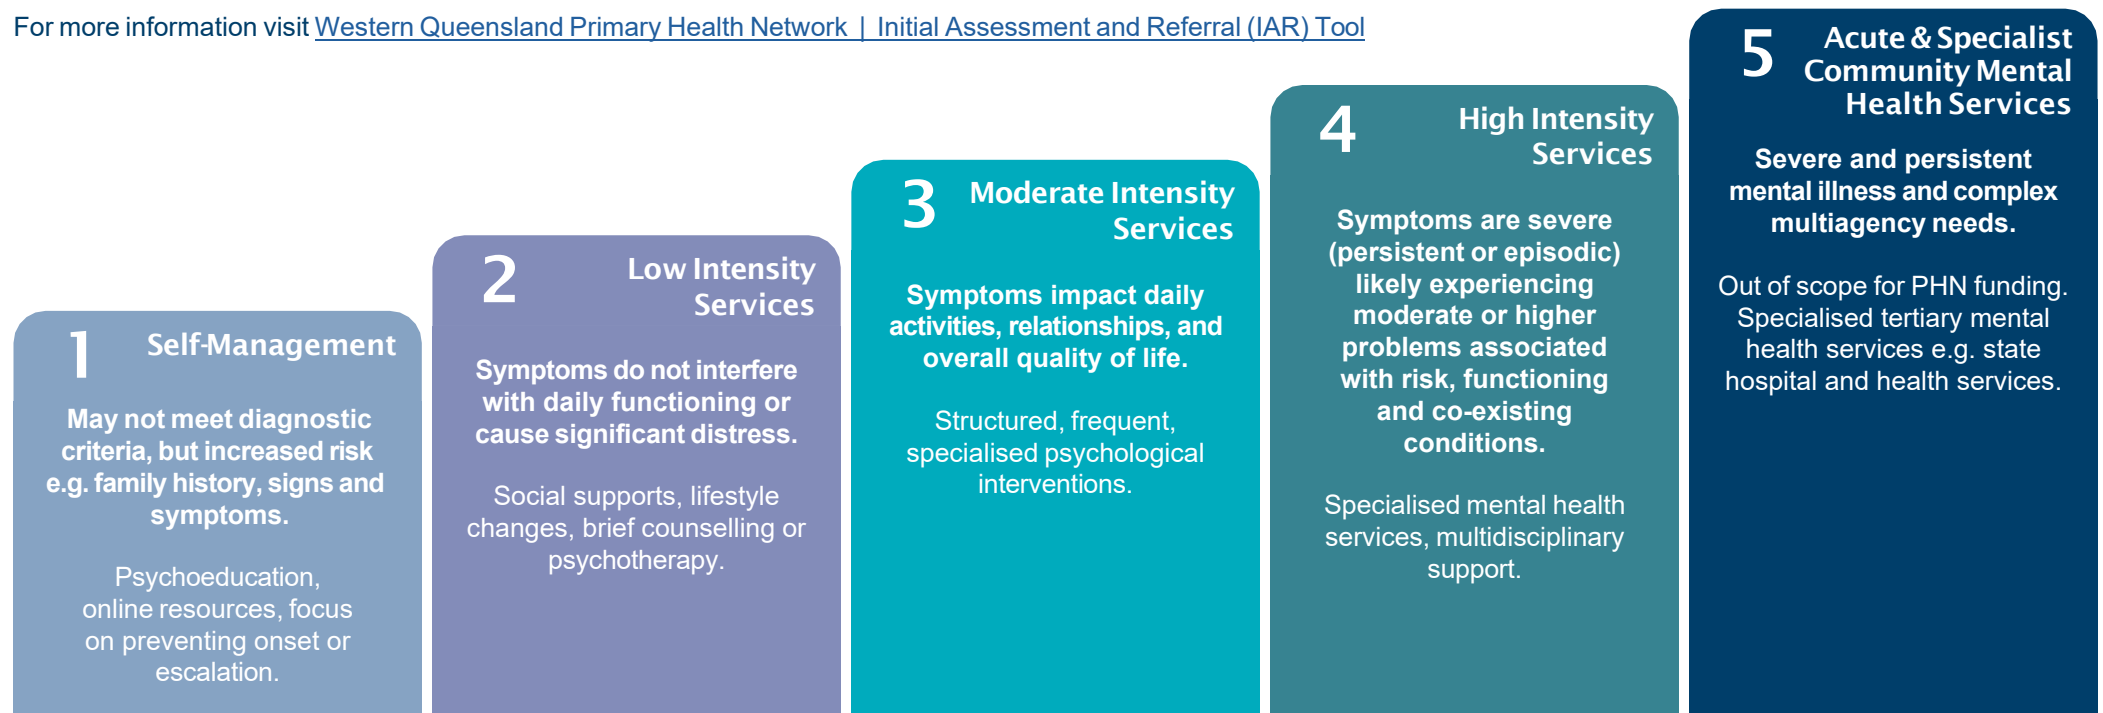 For more information visit Western Queensland Primary Health Network | Initial Assessment and Referral (IAR) Tool
1
Self-Management
May not meet diagnostic
criteria, but increased risk
e.g. family history, signs and
symptoms.
Psychoeducation,
online resources, focus
on preventing onset or
escalation.
2
Low Intensity
Services
Symptoms do not interfere
with daily functioning or
cause significant distress.
Social supports, lifestyle
changes, brief counselling or
psychotherapy.
3
Moderate Intensity
Services
Symptoms impact daily
activities, relationships, and
overall quality of life.
Structured, frequent,
specialised psychological
interventions.
4
High Intensity
Services
Symptoms are severe
(persistent or episodic)
likely experiencing
moderate or higher
problems associated
with risk, functioning
and co-existing
conditions.
Specialised mental health
services, multidisciplinary
support.
5
Acute & Specialist
Community Mental
Health Services
Severe and persistent
mental illness and complex
multiagency needs.
Out of scope for PHN funding.
Specialised tertiary mental
health services e.g. state
hospital and health services.